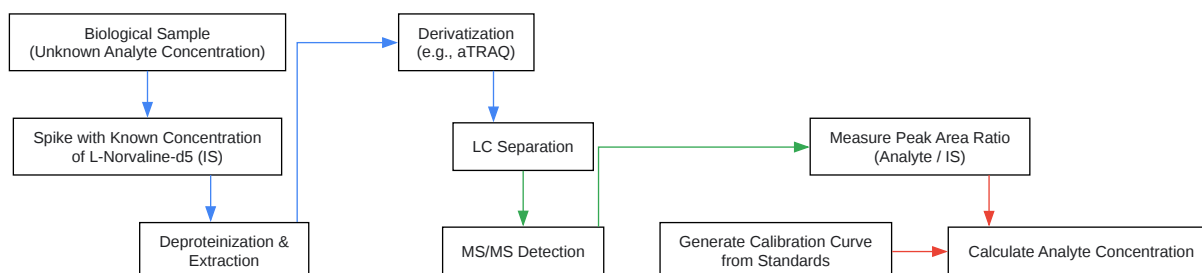 Biological Sample
(Unknown Analyte Concentration)
Spike with Known Concentration
of L-Norvaline-d5 (IS)
Deproteinization &
Extraction
Derivatization
(e.g., aTRAQ)
LC Separation
MS/MS Detection
Measure Peak Area Ratio
(Analyte / IS)
Generate Calibration Curve
from Standards
Calculate Analyte Concentration